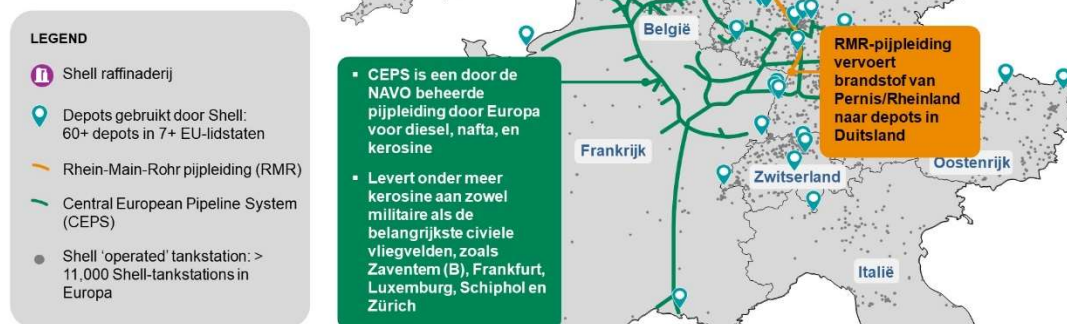 LEGEND
Shell raffinaderij
Depots gebruikt door Shell:
60+ depots in 7+ EU-lidstaten
Rhein-Main-Rohr pijpleiding (RMR)
Central European Pipeline System
(CEPS)
Shell ‘operated’ tankstation: >
11,000 Shell-tankstations in
Europa
▪ CEPS is een door de
NAVO beheerde
pijpleiding door Europa
voor diesel, nafta, en
kerosine
▪ Levert onder meer
kerosine aan zowel
militaire als de
belangrijkste civiele
vliegvelden, zoals
Zaventem (B), Frankfurt,
Luxemburg, Schiphol en
Zürich
België
Frankrijk
Zwitserland
Italië
Oostenrijk
RMR-pijpleiding
vervoert
brandstof van
Pernis/Rheinland
naar depots in
Duitsland